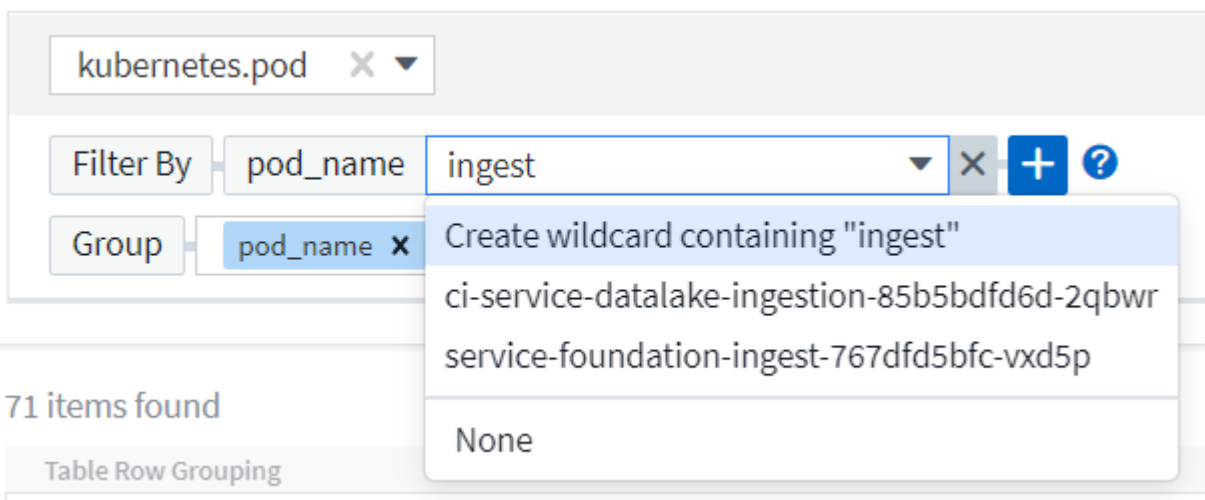 kubernetes.pod
Filter By pod_name ingest
Group pod_name
Create wildcard containing "ingest"
ci-service-datalake-ingestion-85b5bdfd6d-2qbwr
service-foundation-ingest-767dfd5bfc-vxd5p
None
71 items found
Table Row Grouping